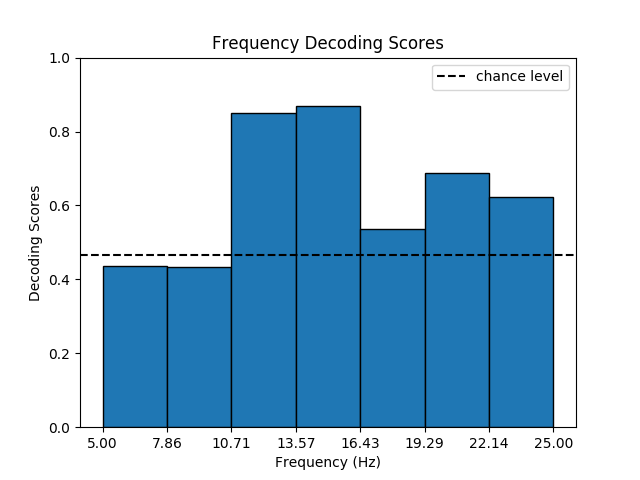 Frequency Decoding Scores
chance level
Decoding Scores
1.0
0.8
0.6
0.4
0.2
0.0
5.00 7.86 10.71 13.57 16.43 19.29 22.14 25.00
Frequency (Hz)